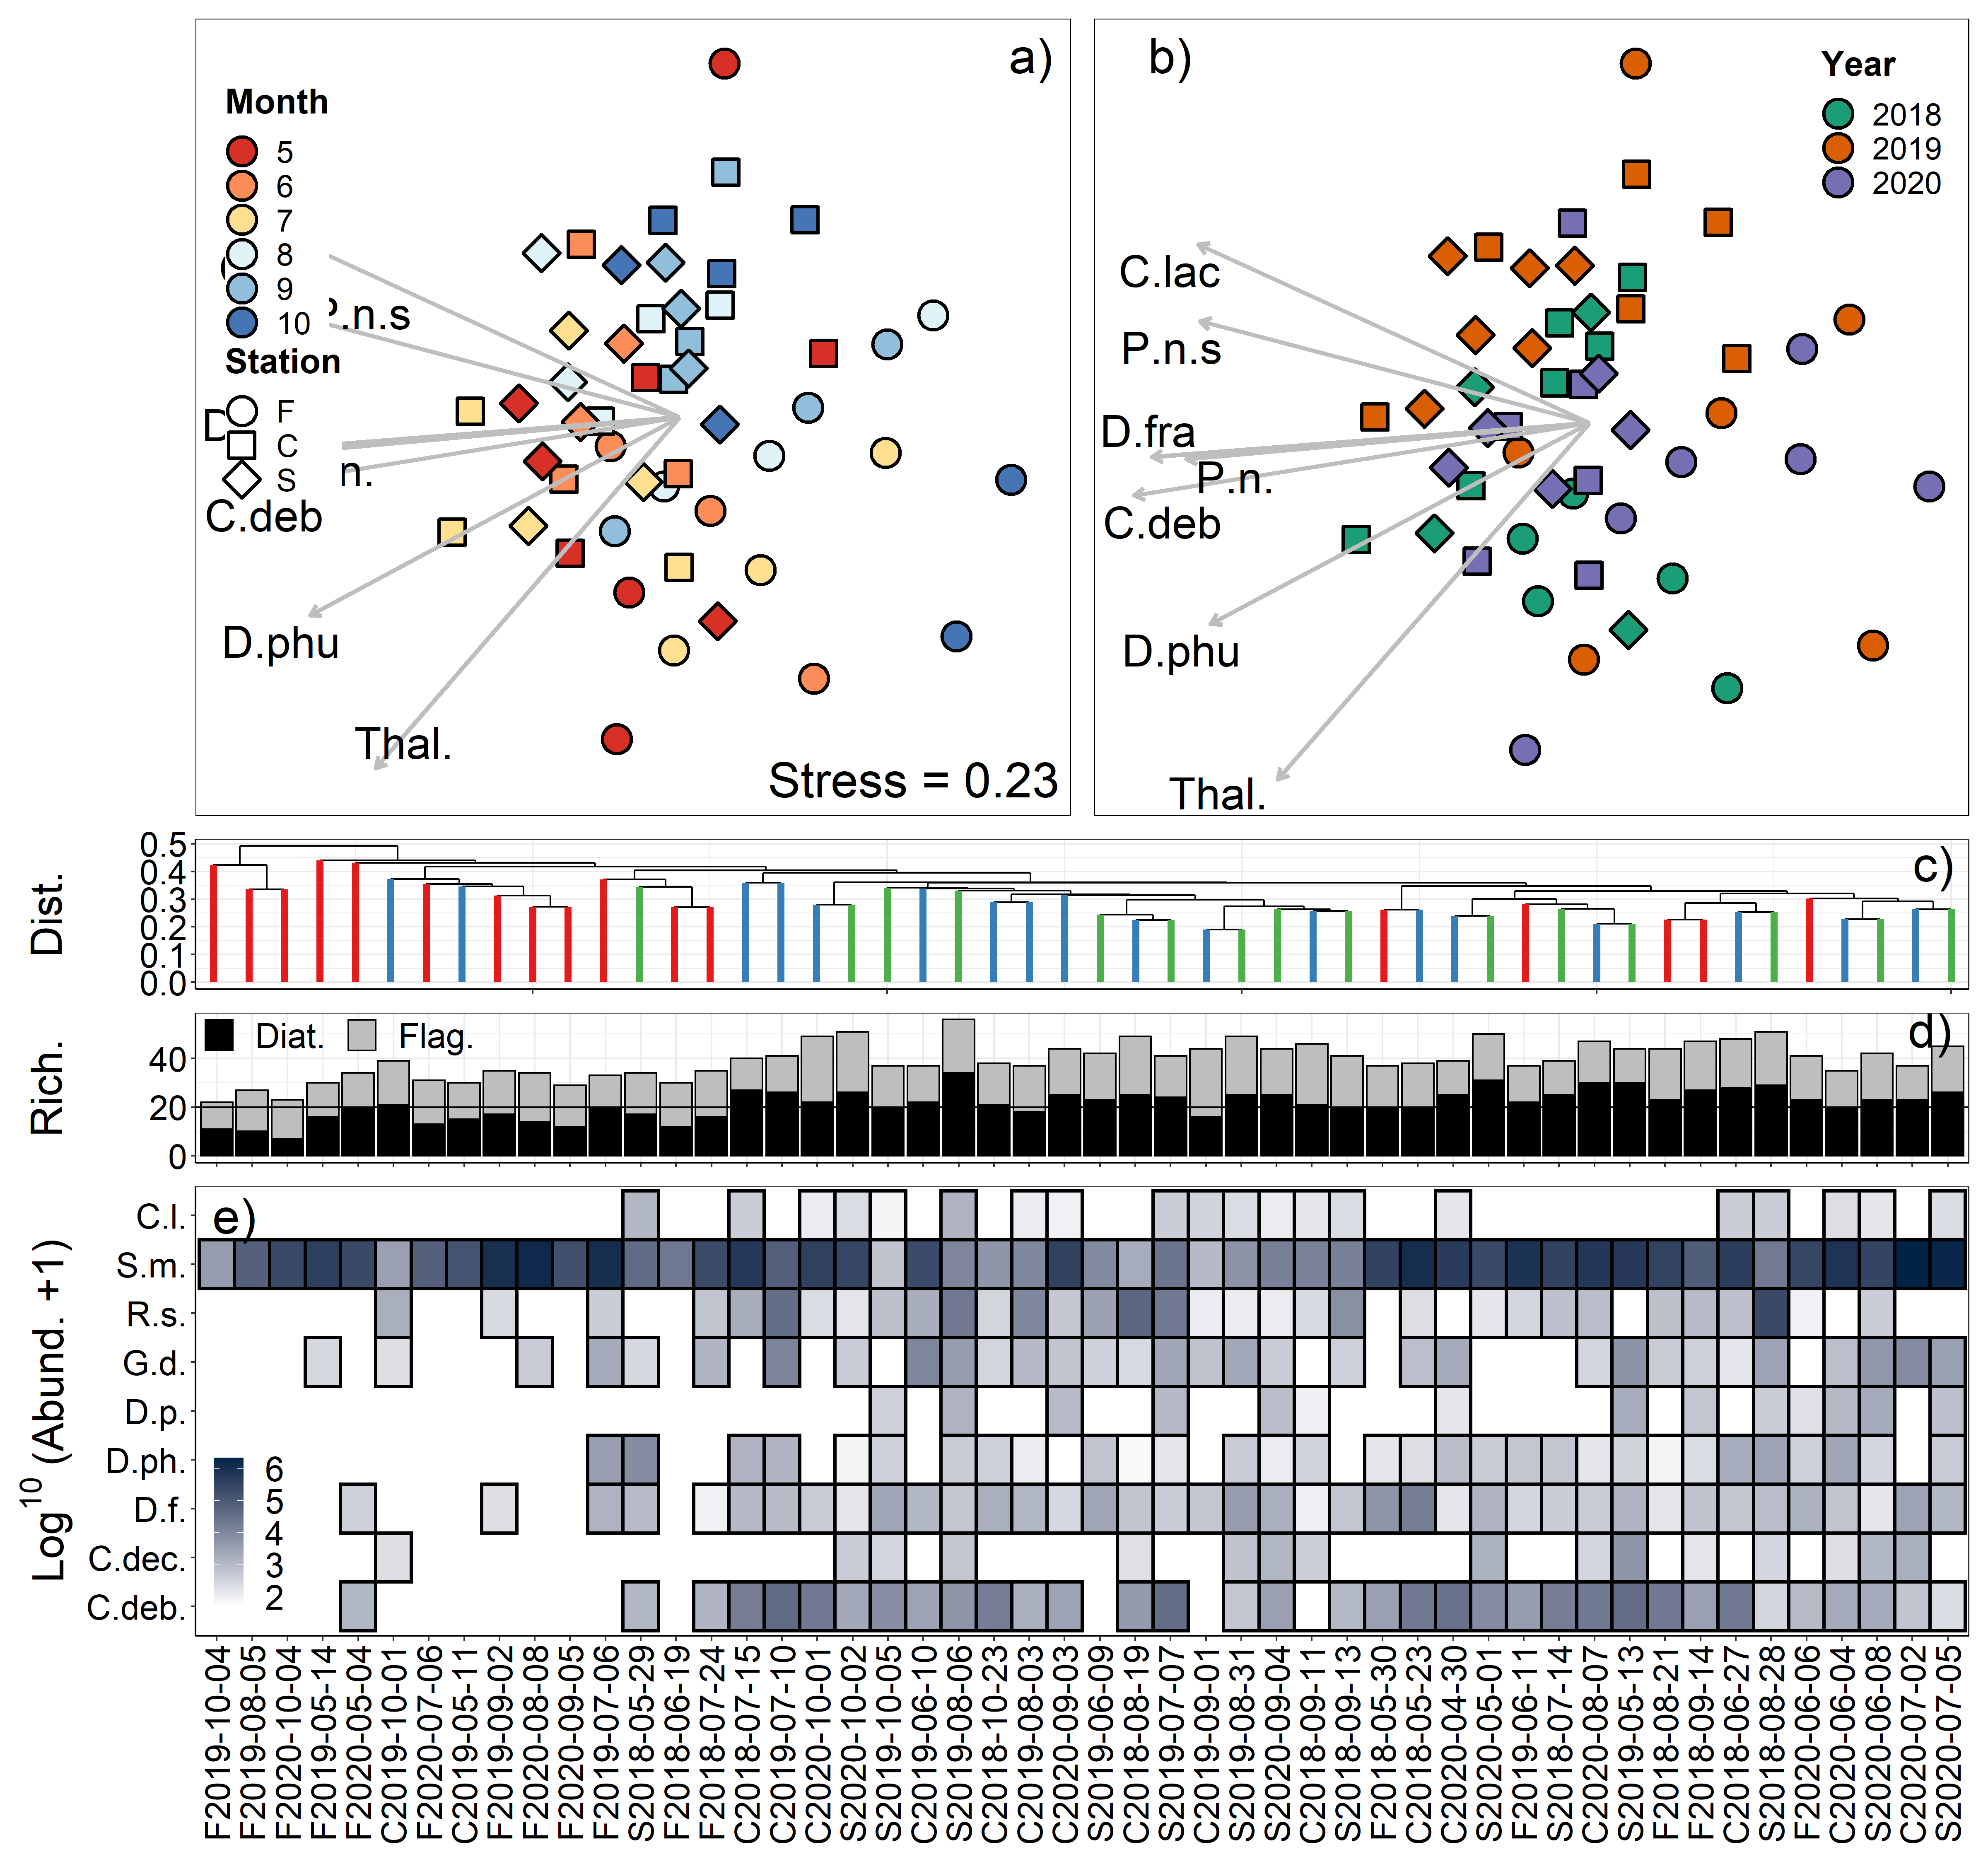 a)
Month
5
6
7
8
9
10
Station
F
C
S
P.n.s
D
n.
C.deb
D.phu
Thal.
Stress = 0.23
b)
Year
2018
2019
2020
C.lac
P.n.s
D.fra
P.n.
C.deb
D.phu
Thal.
c)
Dist.
0.5
0.4
0.3
0.2
0.1
0.0
d)
Diat.
Flag.
Rich.
40
20
0
e)
Log10 (Abund. +1)
C.l.
S.m.
R.s.
G.d.
D.p.
D.ph.
D.f.
C.dec.
C.deb.
6
5
4
3
2
F2019-10-04
F2019-08-05
F2020-10-04
F2019-05-14
F2020-05-04
C2019-10-01
F2020-07-06
C2019-05-11
F2019-09-02
F2020-08-08
F2020-09-05
F2019-07-06
S2018-05-29
F2018-06-19
F2018-07-24
C2018-07-15
C2019-07-10
C2020-10-01
S2020-10-02
S2019-10-05
C2019-06-10
S2019-08-06
C2018-10-23
C2019-08-03
C2020-09-03
S2019-06-09
C2018-08-19
S2019-07-07
C2019-09-01
S2019-08-31
S2020-09-04
C2018-09-11
S2018-09-13
F2018-05-30
C2018-05-23
C2020-04-30
S2020-05-01
F2019-06-11
S2018-07-14
C2020-08-07
S2019-05-13
F2018-08-21
F2018-09-14
C2018-06-27
S2018-08-28
F2020-06-06
C2020-06-04
S2020-06-08
C2020-07-02
S2020-07-05